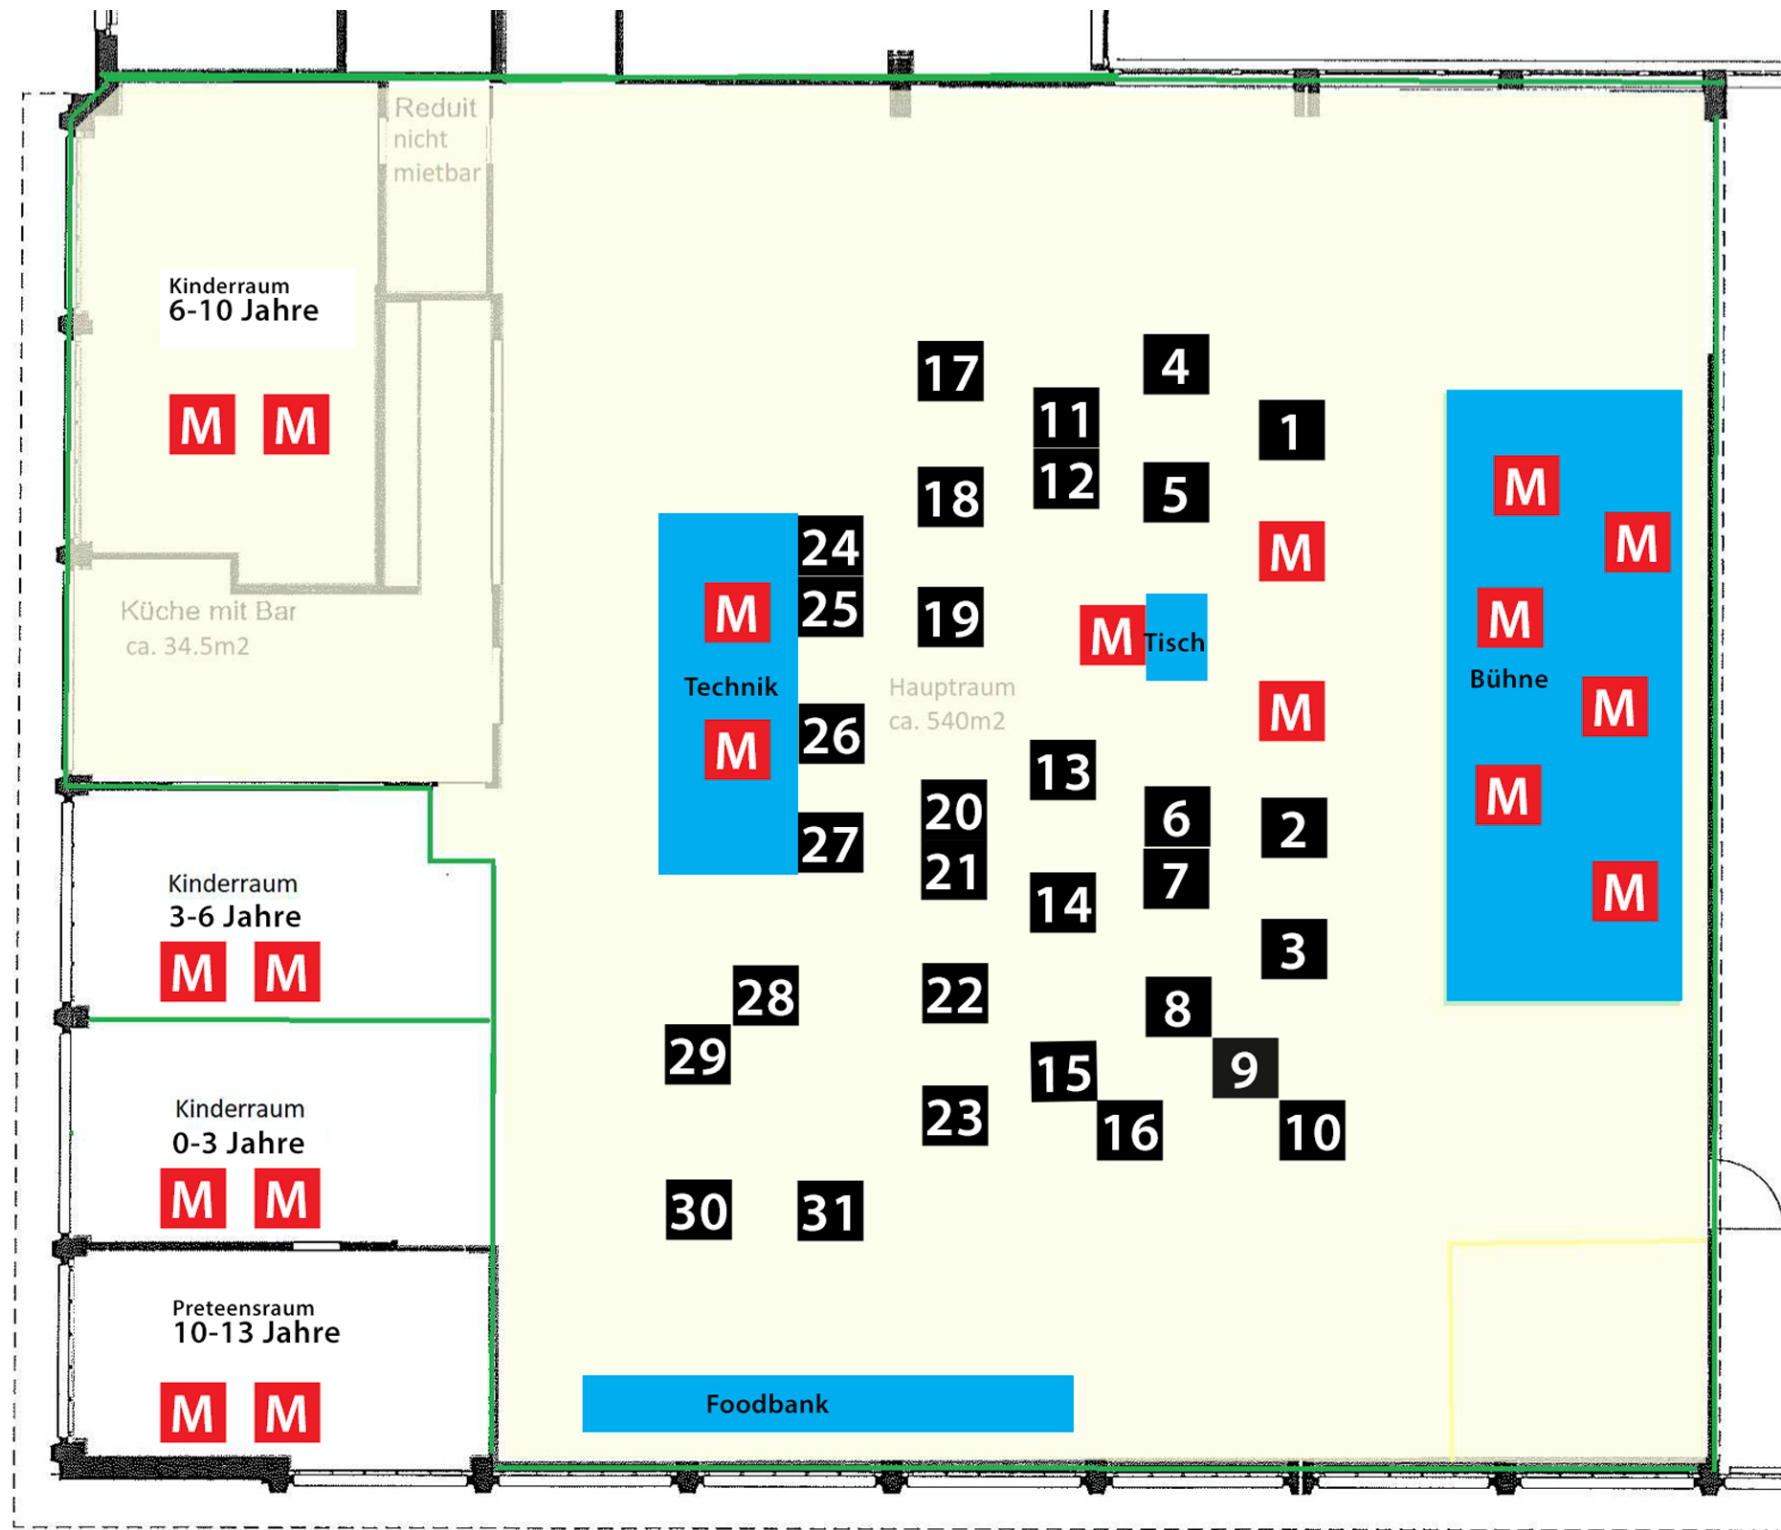 Reduit
nicht
mietbar
Kinderraum
6-10 Jahre
M M
Küche mit Bar
ca. 34.5m2
Kinderraum
3-6 Jahre
M M
Kinderraum
0-3 Jahre
M M
Preteensraum
10-13 Jahre
M M
17
4
11
1
12
18
5
24
M
25
19
M
Tisch
M
M
Technik
M
26
27
Hauptraum
ca. 540m2
M
13
20
6
2
21
7
14
3
28
22
8
29
15
9
23
16
10
30
31
M
M
M
Bühne
M
M
M
Foodbank